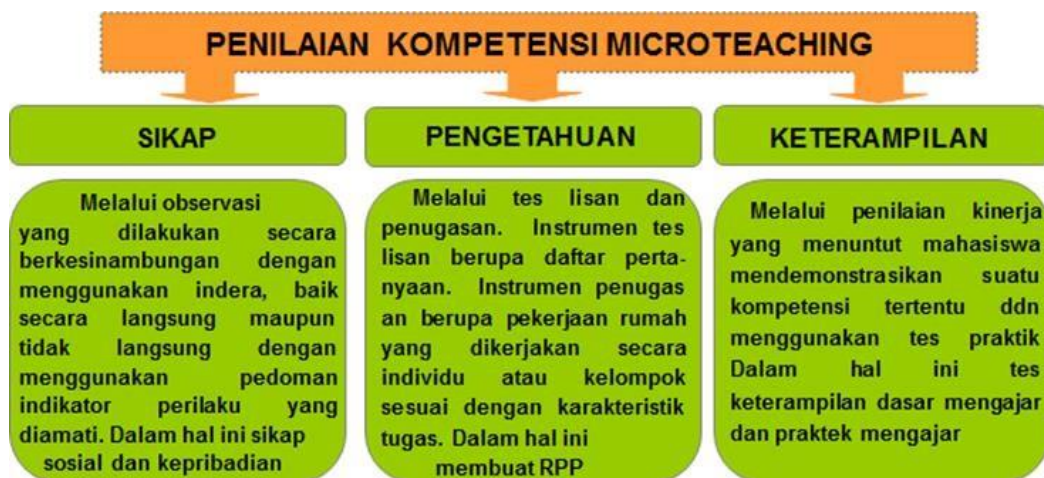 PENILAIAN KOMPETENSI MICROTEACHING
SIKAP
Melalui observasi
yang dilakukan secara
berkesinambungan dengan
menggunakan indera, baik
secara langsung maupun
tidak langsung dengan
menggunakan pedoman
indikator perilaku yang
diamati. Dalam hal ini sikap
sosial dan kepribadian
PENGETAHUAN
Melalui tes lisan dan
penugasan. Instrumen tes
lisan berupa daftar perta-
nyaan. Instrumen penugas
an berupa pekerjaan rumah
yang dikerjakan secara
individu atau kelompok
sesuai dengan karakteristik
tugas. Dalam hal ini
membuat RPP
KETERAMPILAN
Melalui penilaian kinerja
yang menuntut mahasiswa
mendemonstrasikan suatu
kompetensi tertentu ddn
menggunakan tes praktik
Dalam hal ini tes
keterampilan dasar mengajar
dan praktek mengajar